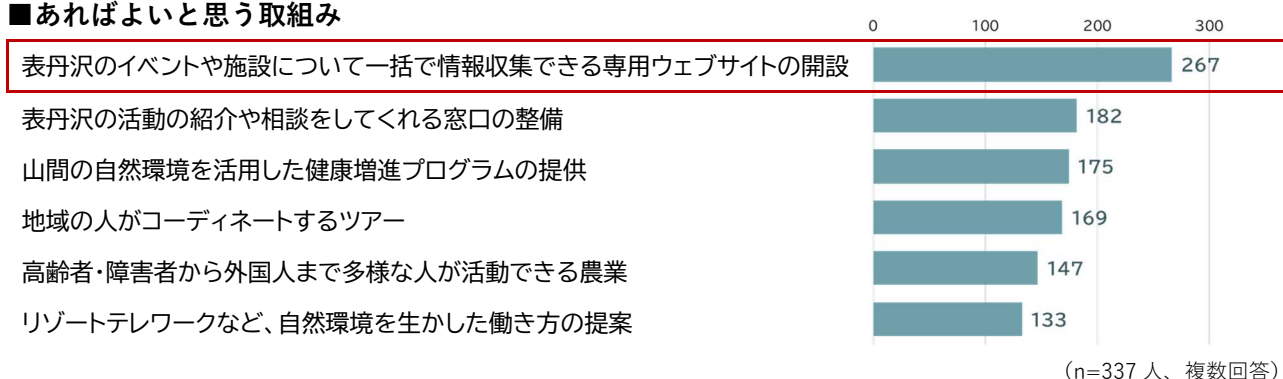 ■あればよいと思う取組み
0 100 200 300
表丹沢のイベントや施設について一括で情報収集できる専用ウェブサイトの開設 267
表丹沢の活動の紹介や相談をしてくれる窓口の整備 182
山間の自然環境を活用した健康増進プログラムの提供 175
地域の人がコーディネートするツアー 169
高齢者・障害者から外国人まで多様な人が活動できる農業 147
リゾートテレワークなど、自然環境を生かした働き方の提案 133
（n=337 人、複数回答）